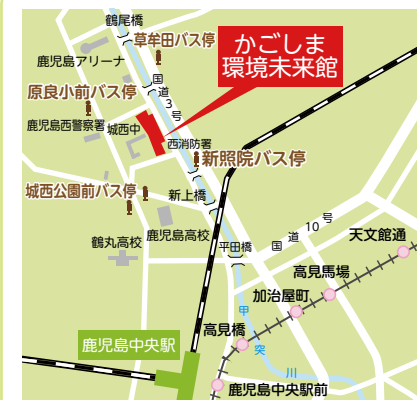 鶴尾橋
草牟田バス停
かごしま
環境未来館
鹿児島アリーナ
国道3号
原良小前バス停
鹿児島西警察署
城西中
西消防署
新照院バス停
城西公園前バス停
新上橋
鶴丸高校
鹿児島高校
平田橋
国道10号
天文館通
高見馬場
加治屋町
甲突川
高見橋
鹿児島中央駅
鹿児島中央駅前